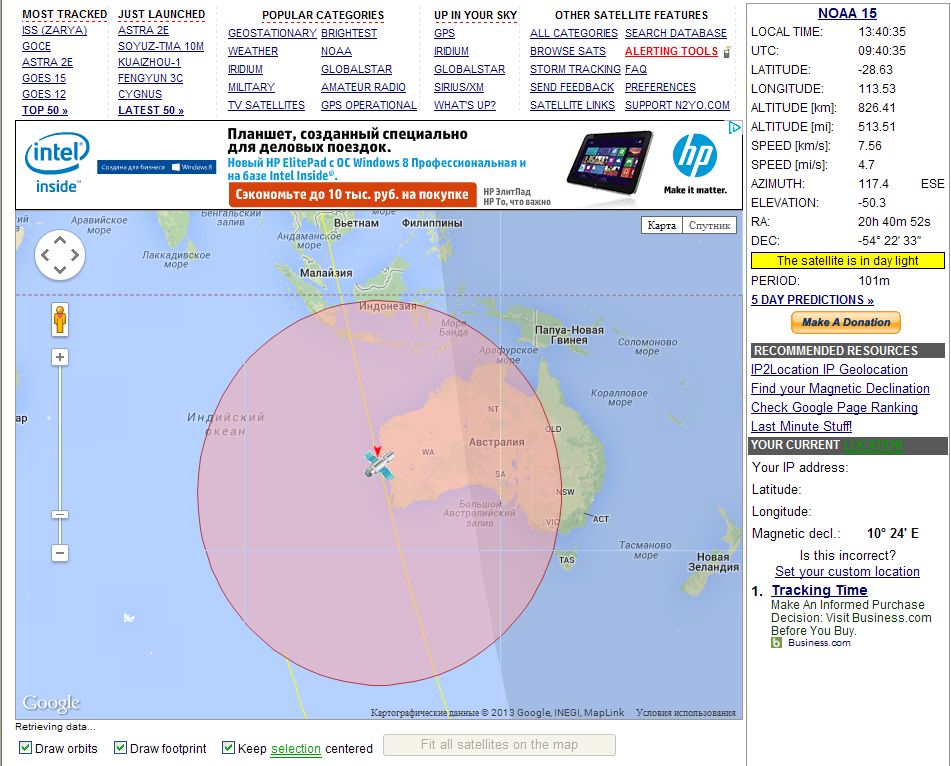 MOST TRACKED
ISS (ZARYA)
GOCE
ASTRA 2E
GOES 15
GOES 12
TOP 50 »
JUST LAUNCHED
ASTRA 2E
SOYUZ-TMA 10M
KUAIZHOU-1
FENGYUN 3C
CYGNUS
LATEST 50 »
POPULAR CATEGORIES
GEOSTATIONARY BRIGHTEST
WEATHER NOAA
IRIDIUM GLOBALSTAR
MILITARY AMATEUR RADIO
TV SATELLITES GPS OPERATIONAL
UP IN YOUR SKY
GPS
IRIDIUM
GLOBALSTAR
SIRIUS/XM
WHAT'S UP?
OTHER SATELLITE FEATURES
ALL CATEGORIES SEARCH DATABASE
BROWSE SATS ALERTING TOOLS
STORM TRACKING FAQ
SEND FEEDBACK PREFERENCES
SATELLITE LINKS SUPPORT N2YO.COM
intel
inside™
Создана для бизнеса Windows 8
Планшет, созданный специально
для деловых поездок.
Новый HP ElitePad с ОС Windows 8 Профессиональная и
на базе Intel Inside®.
Сэкономьте до 10 тыс. руб. на покупке
HP ЭлитПад
HP То, что важно
hp
Make it matter.
Аравийское
море
Бенгальский
залив
Вьетнам
Филиппины
Карта
Спутник
Лаккадивское
море
Андаманское
море
Малайзия
Индонезия
Море
Банда
Папуа-Новая
Гвинея
Соломоново
море
Арафурское
море
Коралловое
море
Индийский
океан
NT
QLD
Австралия
WA
SA
NSW
Большой
Австралийский
залив
VIC
ACT
TAS
Тасманово
море
Новая
Зеландия
Google
Картографические данные © 2013 Google, INEGI, MapLink Условия использования
Retrieving data...
Draw orbits Draw footprint Keep selection centered Fit all satellites on the map
NOAA 15
LOCAL TIME: 13:40:35
UTC: 09:40:35
LATITUDE: -28.63
LONGITUDE: 113.53
ALTITUDE [km]: 826.41
ALTITUDE [mi]: 513.51
SPEED [km/s]: 7.56
SPEED [mi/s]: 4.7
AZIMUTH: 117.4 ESE
ELEVATION: -50.3
RA: 20h 40m 52s
DEC: -54° 22' 33"
The satellite is in day light
PERIOD: 101m
5 DAY PREDICTIONS »
Make A Donation
RECOMMENDED RESOURCES
IP2Location IP Geolocation
Find your Magnetic Declination
Check Google Page Ranking
Last Minute Stuff!
YOUR CURRENT LOCATION
Your IP address:
Latitude:
Longitude:
Magnetic decl.: 10° 24' E
Is this incorrect?
Set your custom location
1. Tracking Time
Make An Informed Purchase
Decision: Visit Business.com
Before You Buy.
b Business.com